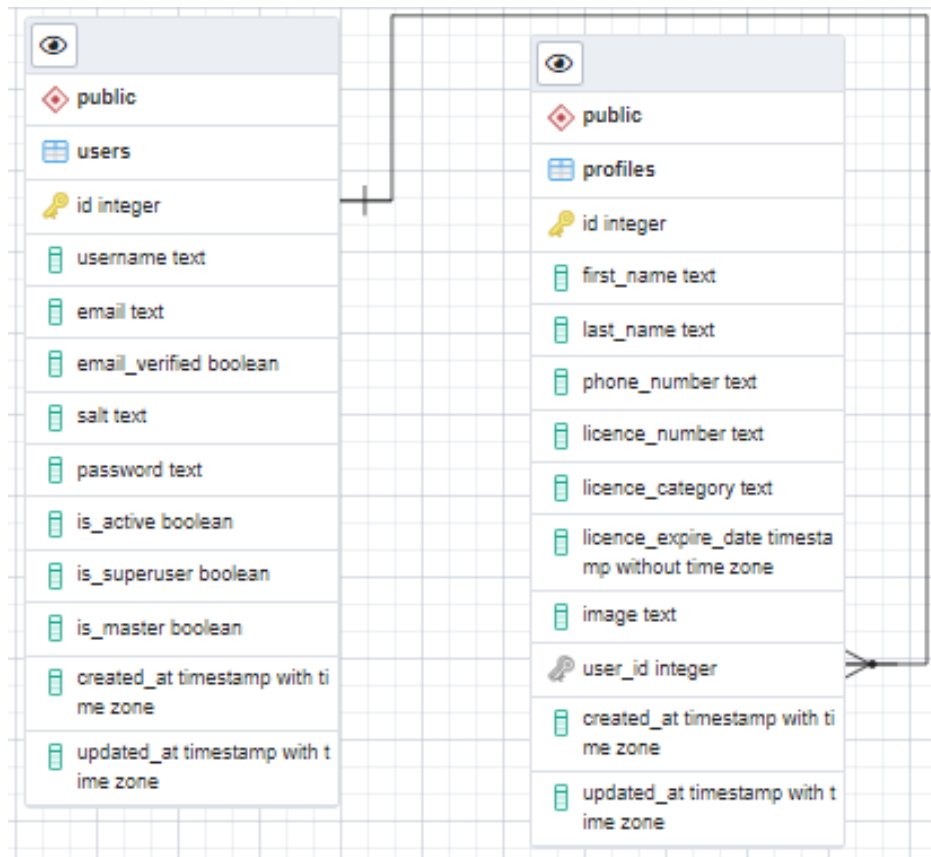 public
users
id integer
username text
email text
email_verified boolean
salt text
password text
is_active boolean
is_superuser boolean
is_master boolean
created_at timestamp with ti
me zone
updated_at timestamp with t
ime zone
public
profiles
id integer
first_name text
last_name text
phone_number text
licence_number text
licence_category text
licence_expire_date timesta
mp without time zone
image text
user_id integer
created_at timestamp with ti
me zone
updated_at timestamp with t
ime zone